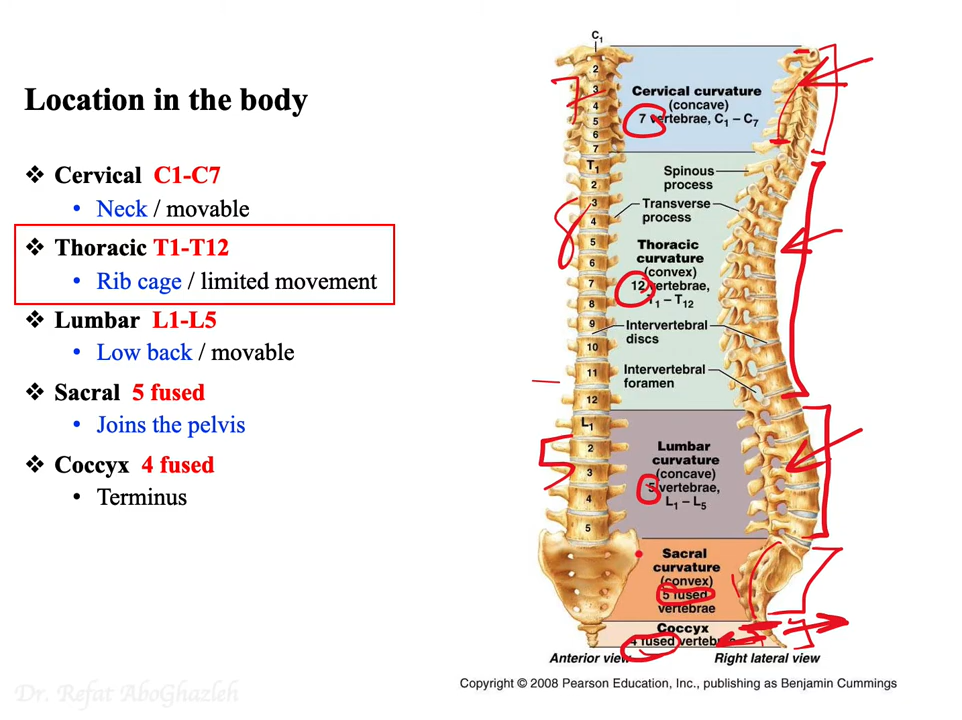 Location in the body
❖ Cervical C1-C7
• Neck / movable
❖ Thoracic T1-T12
• Rib cage / limited movement
❖ Lumbar L1-L5
• Low back / movable
❖ Sacral 5 fused
• Joins the pelvis
❖ Coccyx 4 fused
• Terminus
Dr. Refat AboGhazleh
C1
2
3
4
5
6
7
T1
2
3
4
5
6
7
8
9
10
11
12
L1
2
3
4
5
Cervical curvature
(concave)
7 vertebrae, C1 – C7
Spinous
process
Transverse
process
Thoracic
curvature
(convex)
12 vertebrae,
T1 – T12
Intervertebral
discs
Intervertebral
foramen
Lumbar
curvature
(concave)
5 vertebrae,
L1 – L5
Sacral
curvature
(convex)
5 fused
vertebrae
Coccyx
4 fused vertebrae
Anterior view
Right lateral view
Copyright © 2008 Pearson Education, Inc., publishing as Benjamin Cummings